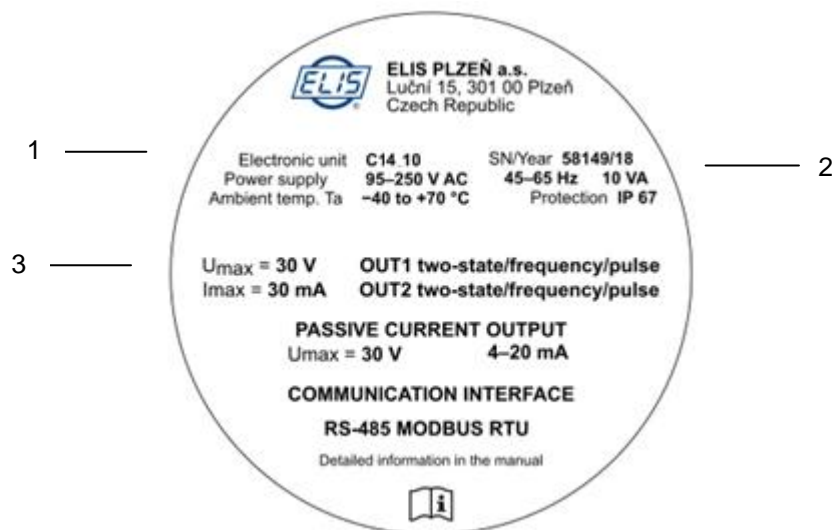 ELIS
ELIS PLZEŇ a.s.
Luční 15, 301 00 Plzeň
Czech Republic
1
Electronic unit C14 10 SN/Year 58149/18
2
Power supply 95–250 V AC 45–65 Hz 10 VA
Ambient temp. Ta −40 to +70 °C Protection IP 67
3
Umax = 30 V OUT1 two-state/frequency/pulse
Imax = 30 mA OUT2 two-state/frequency/pulse
PASSIVE CURRENT OUTPUT
Umax = 30 V 4–20 mA
COMMUNICATION INTERFACE
RS-485 MODBUS RTU
Detailed information in the manual
i